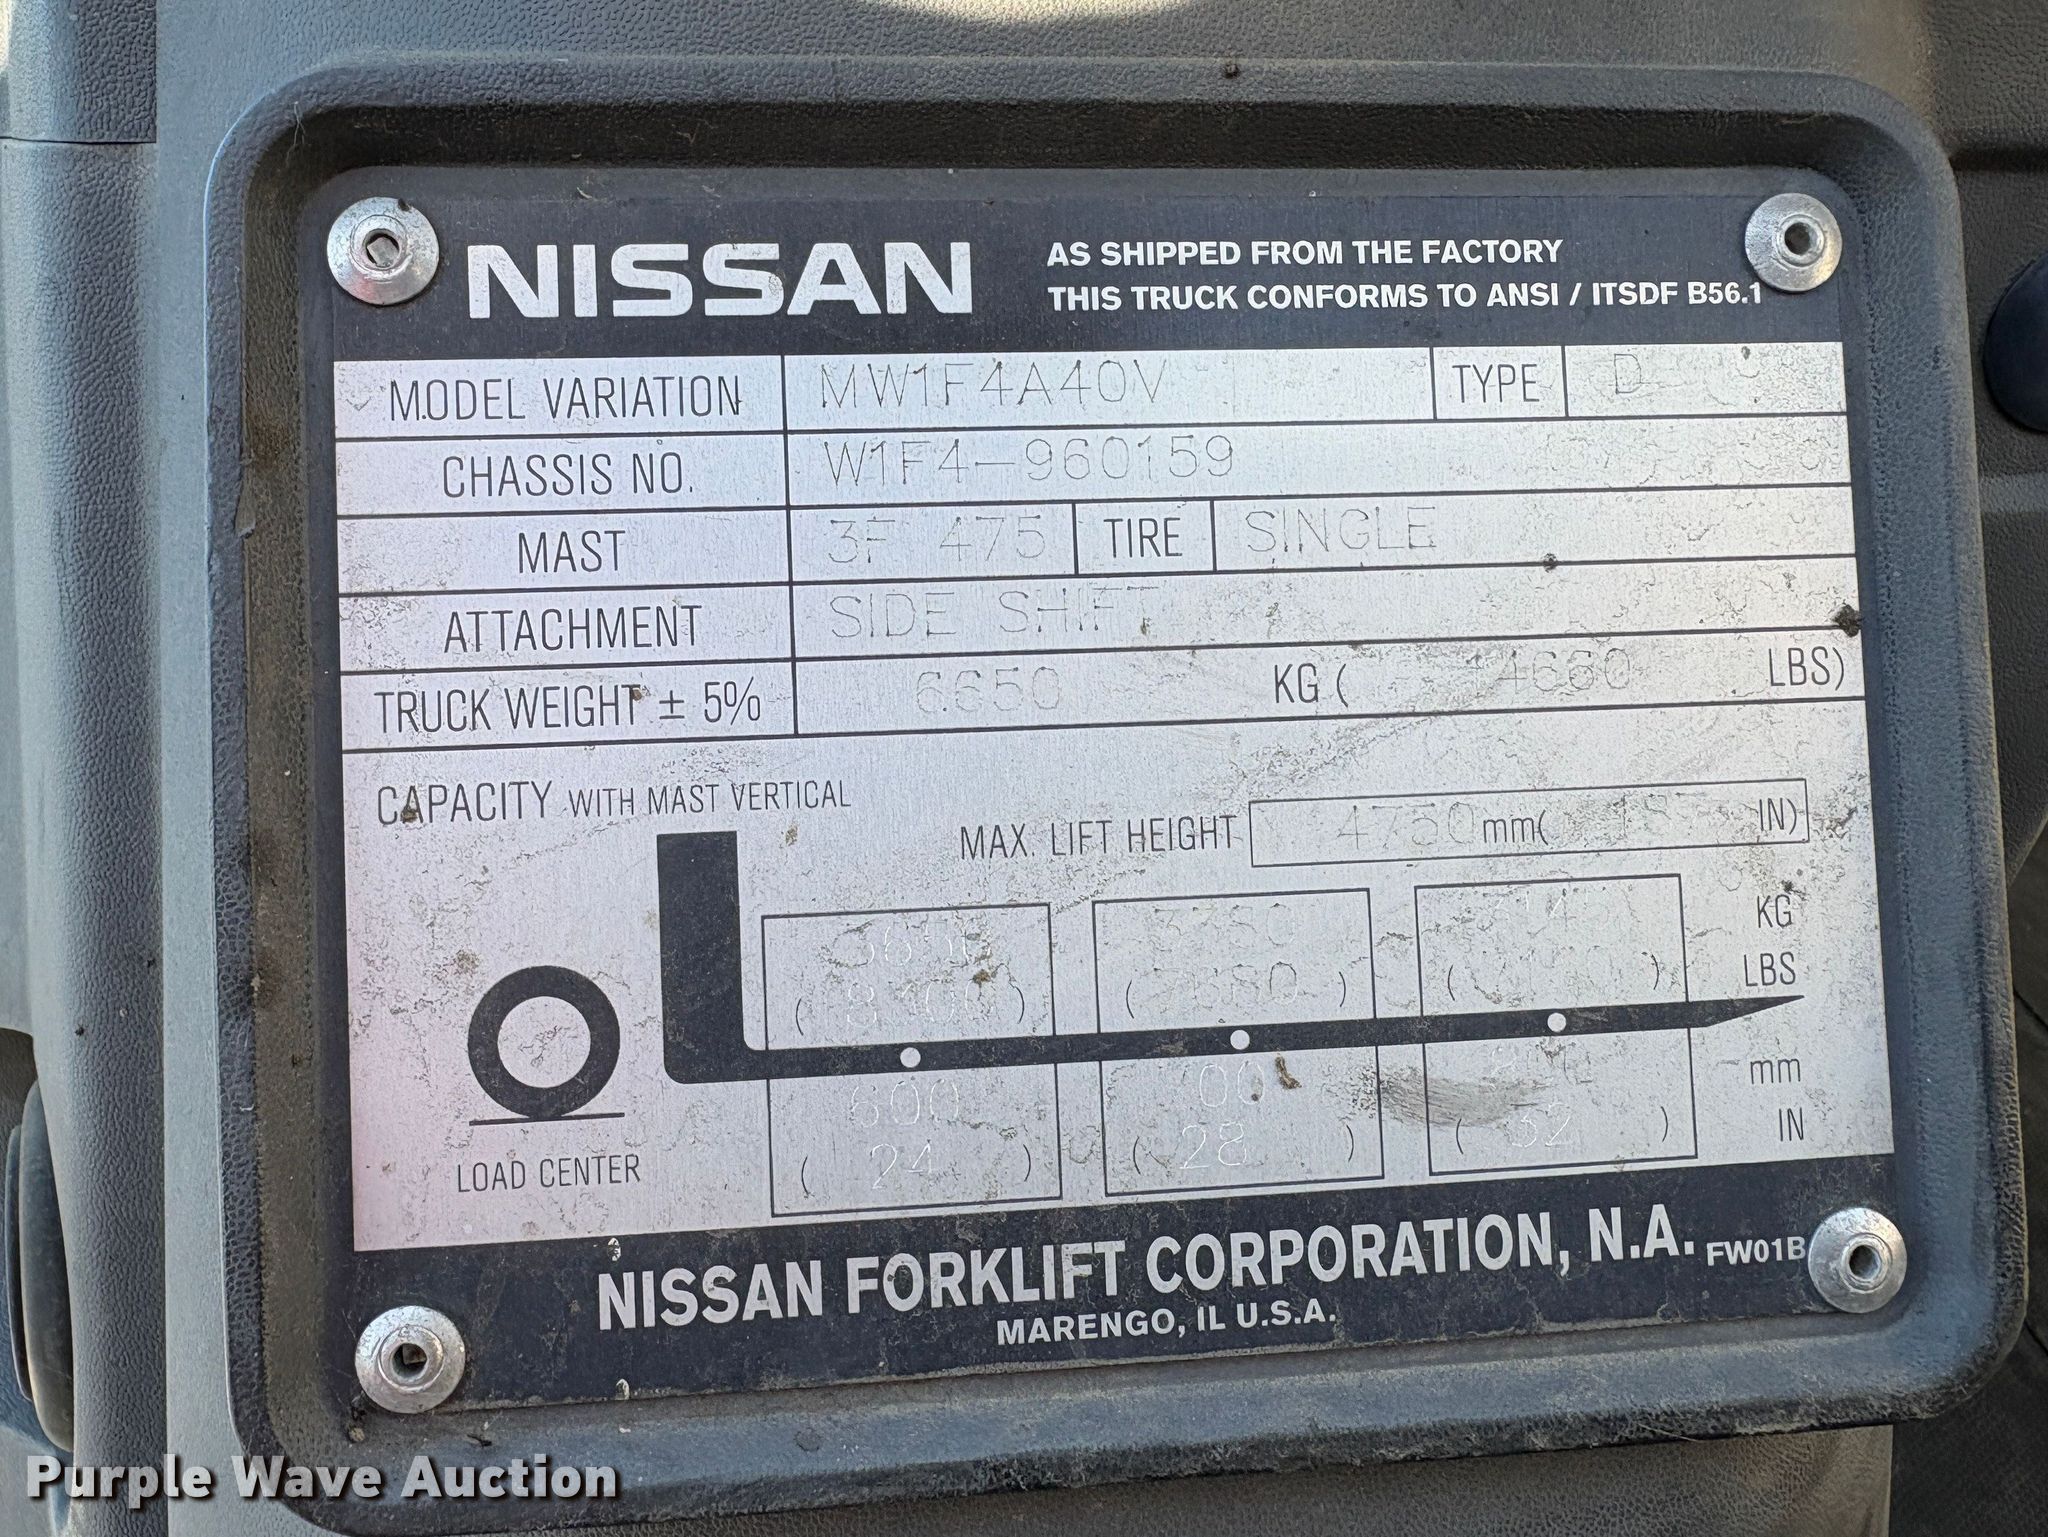 NISSAN
AS SHIPPED FROM THE FACTORY
THIS TRUCK CONFORMS TO ANSI / ITSDF B56.1
MODEL VARIATION MW1F4A40V TYPE D
CHASSIS NO. W1F4-960159
MAST 3F 475 TIRE SINGLE
ATTACHMENT SIDE SHIFT
TRUCK WEIGHT ± 5% 6650 KG ( LBS)
CAPACITY WITH MAST VERTICAL
MAX. LIFT HEIGHT 4750 mm( IN)
KG
( ) ( ) ( ) LBS
600 mm
( 24 ) ( 28 ) ( 32 ) IN
LOAD CENTER
NISSAN FORKLIFT CORPORATION, N.A. FW01B
MARENGO, IL U.S.A.
Purple Wave Auction